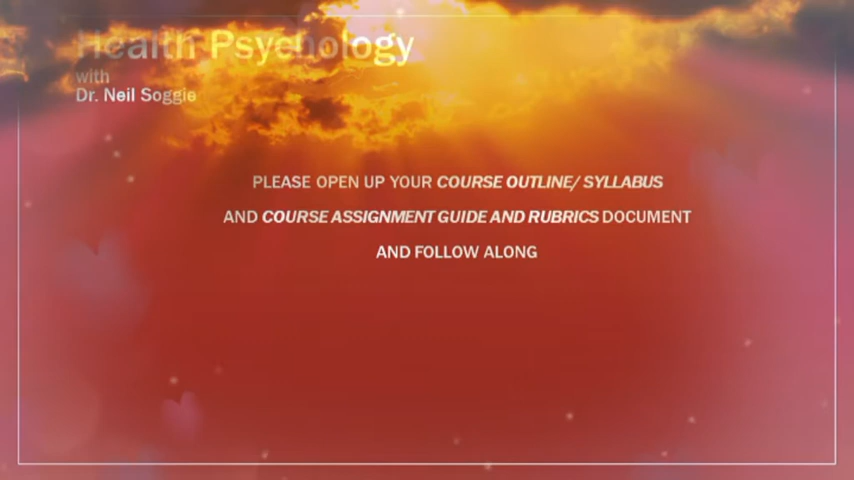 Health Psychology
with
Dr. Neil Soggie
PLEASE OPEN UP YOUR COURSE OUTLINE/ SYLLABUS
AND COURSE ASSIGNMENT GUIDE AND RUBRICS DOCUMENT
AND FOLLOW ALONG